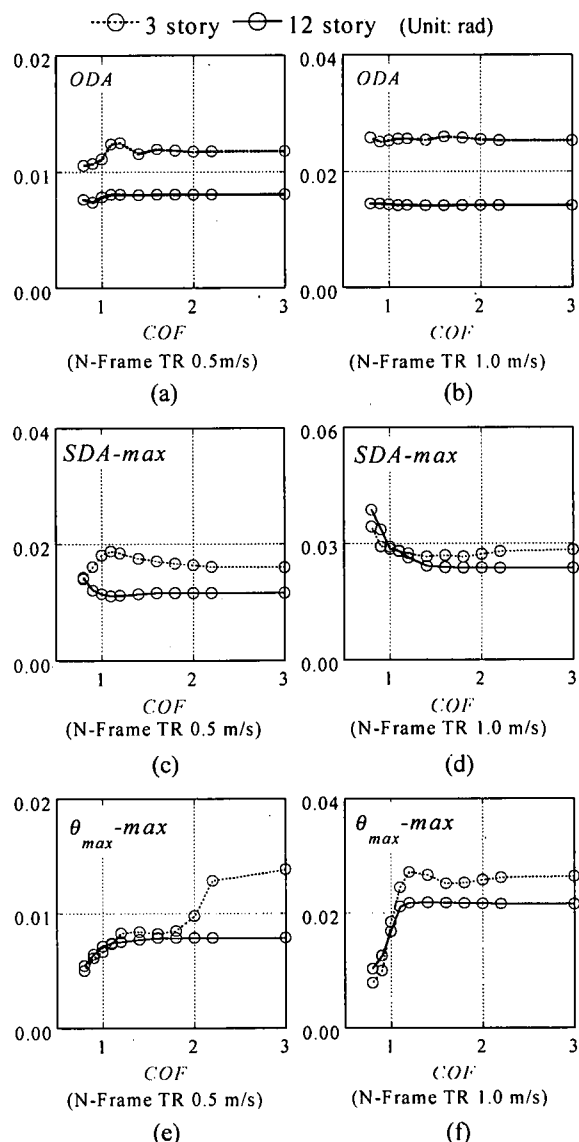 3 story 12 story (Unit: rad)
0.02 ODA
0.01
0.00
1 2 3
COF
(N-Frame TR 0.5m/s)
(a)
0.04 ODA
0.02
0.00
1 2 3
COF
(N-Frame TR 1.0 m/s)
(b)
0.04 SDA-max
0.02
0.00
1 2 3
COF
(N-Frame TR 0.5 m/s)
(c)
0.06 SDA-max
0.03
0.00
1 2 3
COF
(N-Frame TR 1.0 m/s)
(d)
0.02 θmax-max
0.01
0.00
1 2 3
COF
(N-Frame TR 0.5 m/s)
(e)
0.04 θmax-max
0.02
0.00
1 2 3
COF
(N-Frame TR 1.0 m/s)
(f)